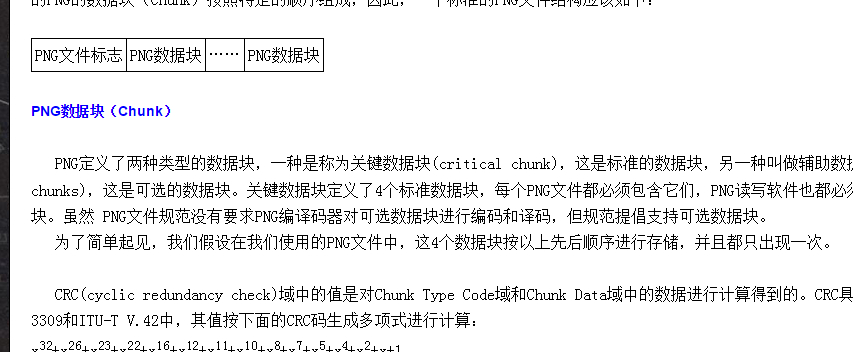 的PNG的数据块（Chunk）按照特定的顺序组成，因此，一个标准的PNG文件结构应该如下：
PNG文件标志 PNG数据块 …… PNG数据块
PNG数据块（Chunk）
PNG定义了两种类型的数据块，一种是称为关键数据块(critical chunk)，这是标准的数据块，另一种叫做辅助数据
chunks)，这是可选的数据块。关键数据块定义了4个标准数据块，每个PNG文件都必须包含它们，PNG读写软件也都必须
块。虽然 PNG文件规范没有要求PNG编译码器对可选数据块进行编码和译码，但规范提倡支持可选数据块。
为了简单起见，我们假设在我们使用的PNG文件中，这4个数据块按以上先后顺序进行存储，并且都只出现一次。
CRC(cyclic redundancy check)域中的值是对Chunk Type Code域和Chunk Data域中的数据进行计算得到的。CRC具
3309和ITU-T V.42中，其值按下面的CRC码生成多项式进行计算：
x32+x26+x23+x22+x16+x12+x11+x10+x8+x7+x5+x4+x2+x+1